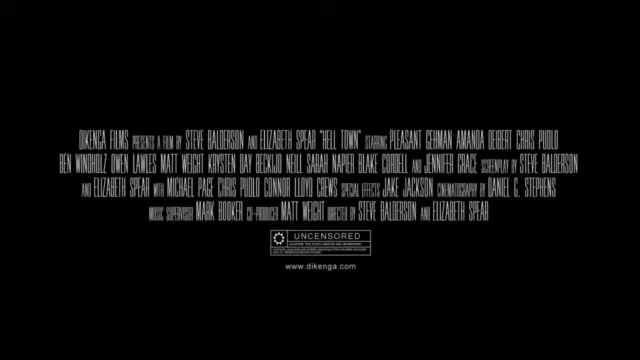 DIKENGA FILMS PRESENTS A FILM BY STEVE BALDERSON AND ELIZABETH SPEAR "HELL TOWN" STARRING PLEASANT GEHMAN AMANDA DEIBERT CHRIS PUDLO
BEN WINDHOLZ OWEN LAWLES MATT WEIGHT KRYSTEN DAY BECKIJO NEILL SARAH NAPIER BLAKE CORDELL AND JENNIFER GRACE SCREENPLAY BY STEVE BALDERSON
AND ELIZABETH SPEAR WITH MICHAEL PAGE CHRIS PUDLO CONNOR LLOYD CREWS SPECIAL EFFECTS JAKE JACKSON CINEMATOGRAPHY BY DANIEL G. STEPHENS
MUSIC SUPERVISOR MARK BOOKER CO-PRODUCER MATT WEIGHT DIRECTED BY STEVE BALDERSON AND ELIZABETH SPEAR
UNCENSORED
www.dikenga.com